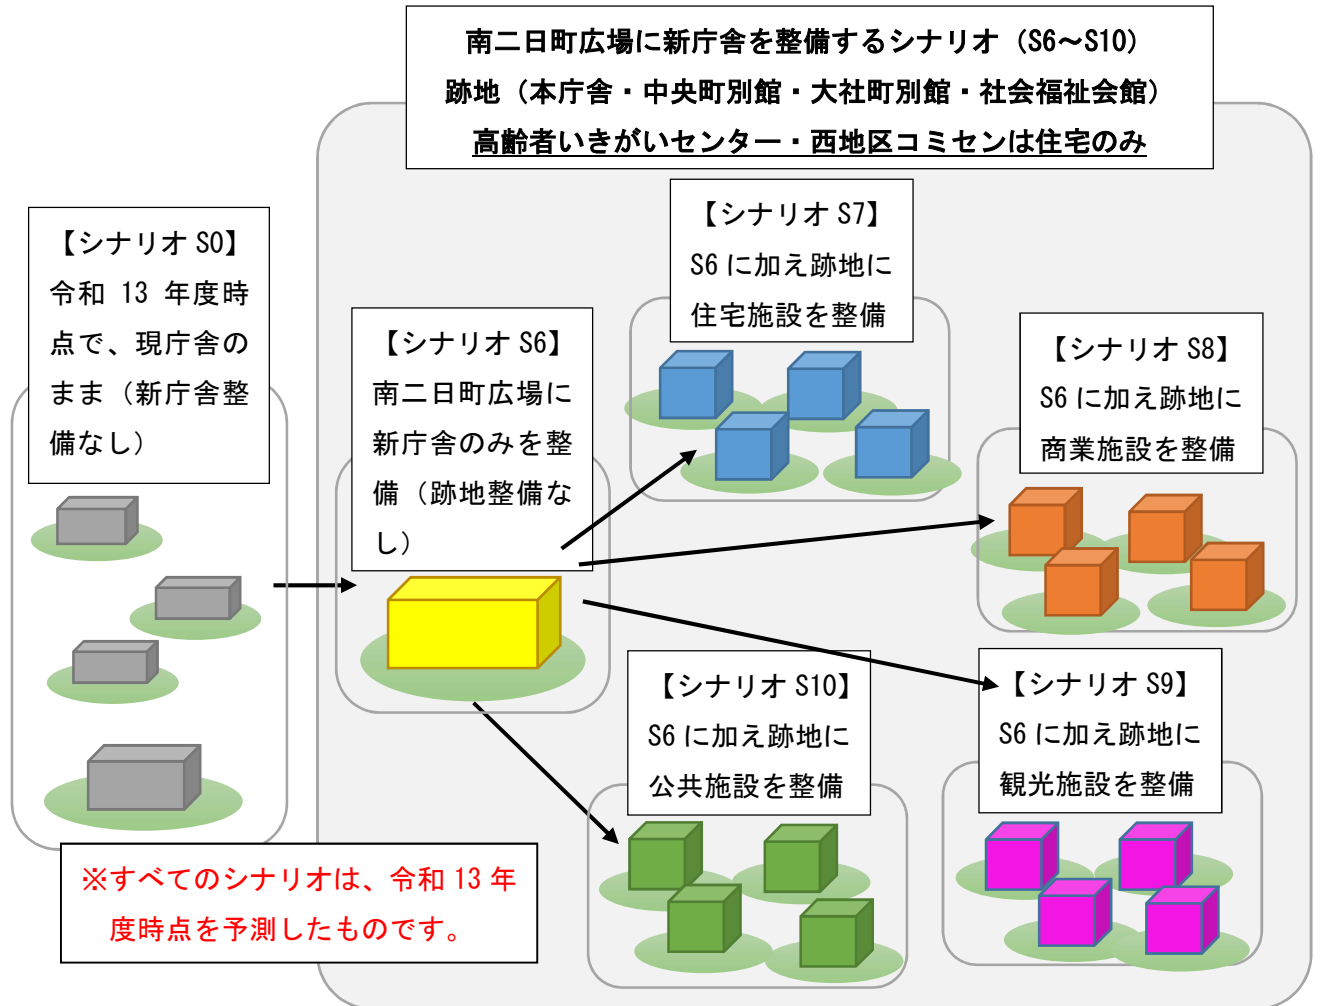 南二日町広場に新庁舎を整備するシナリオ（S6～S10）
跡地（本庁舎・中央町別館・大社町別館・社会福祉会館）
高齢者いきがいセンター・西地区コミセンは住宅のみ
【シナリオ S0】
令和 13 年度時
点で、現庁舎の
まま（新庁舎整
備なし）
【シナリオ S6】
南二日町広場に
新庁舎のみを整
備（跡地整備な
し）
【シナリオ S7】
S6 に加え跡地に
住宅施設を整備
【シナリオ S8】
S6 に加え跡地に
商業施設を整備
【シナリオ S10】
S6 に加え跡地に
公共施設を整備
【シナリオ S9】
S6 に加え跡地に
観光施設を整備
※すべてのシナリオは、令和 13 年
度時点を予測したものです。